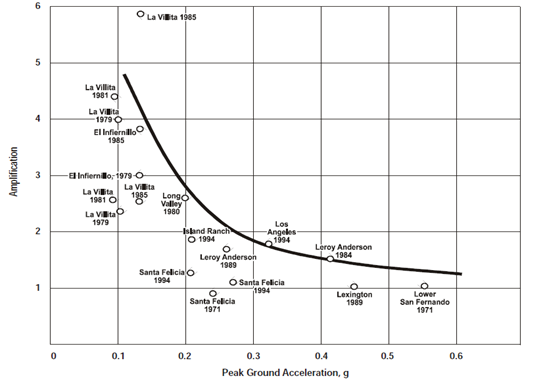 6
La Villita 1985
5
La Villita
1981
La Villita
1979
4
El Infiernillo
1985
Amplification
3
El Infiernillo, 1979
La Villita
1981
La Villita
1985
Long
Valley
1980
La Villita
1979
2
Island Ranch
1994
Los
Angeles
1994
Leroy Anderson
1984
Leroy Anderson
1989
Santa Felicia
1994
Santa Felicia
1994
1
Santa Felicia
1971
Lexington
1989
Lower
San Fernando
1971
0 0.1 0.2 0.3 0.4 0.5 0.6
Peak Ground Acceleration, g